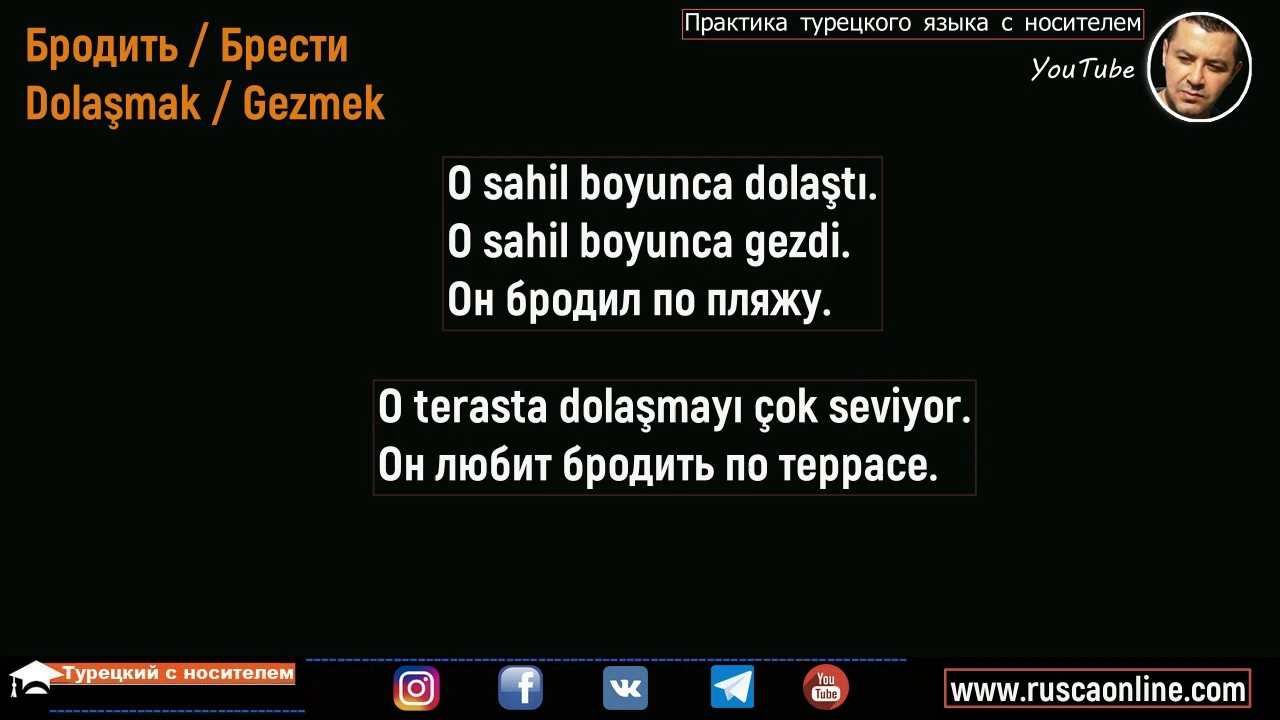 Бродить / Брести
Dolaşmak / Gezmek
Практика турецкого языка с носителем
YouTube
O sahil boyunca dolaştı.
O sahil boyunca gezdi.
Он бродил по пляжу.
O terasta dolaşmayı çok seviyor.
Он любит бродить по террасе.
Турецкий с носителем
You
Tube
www.ruscaonline.com